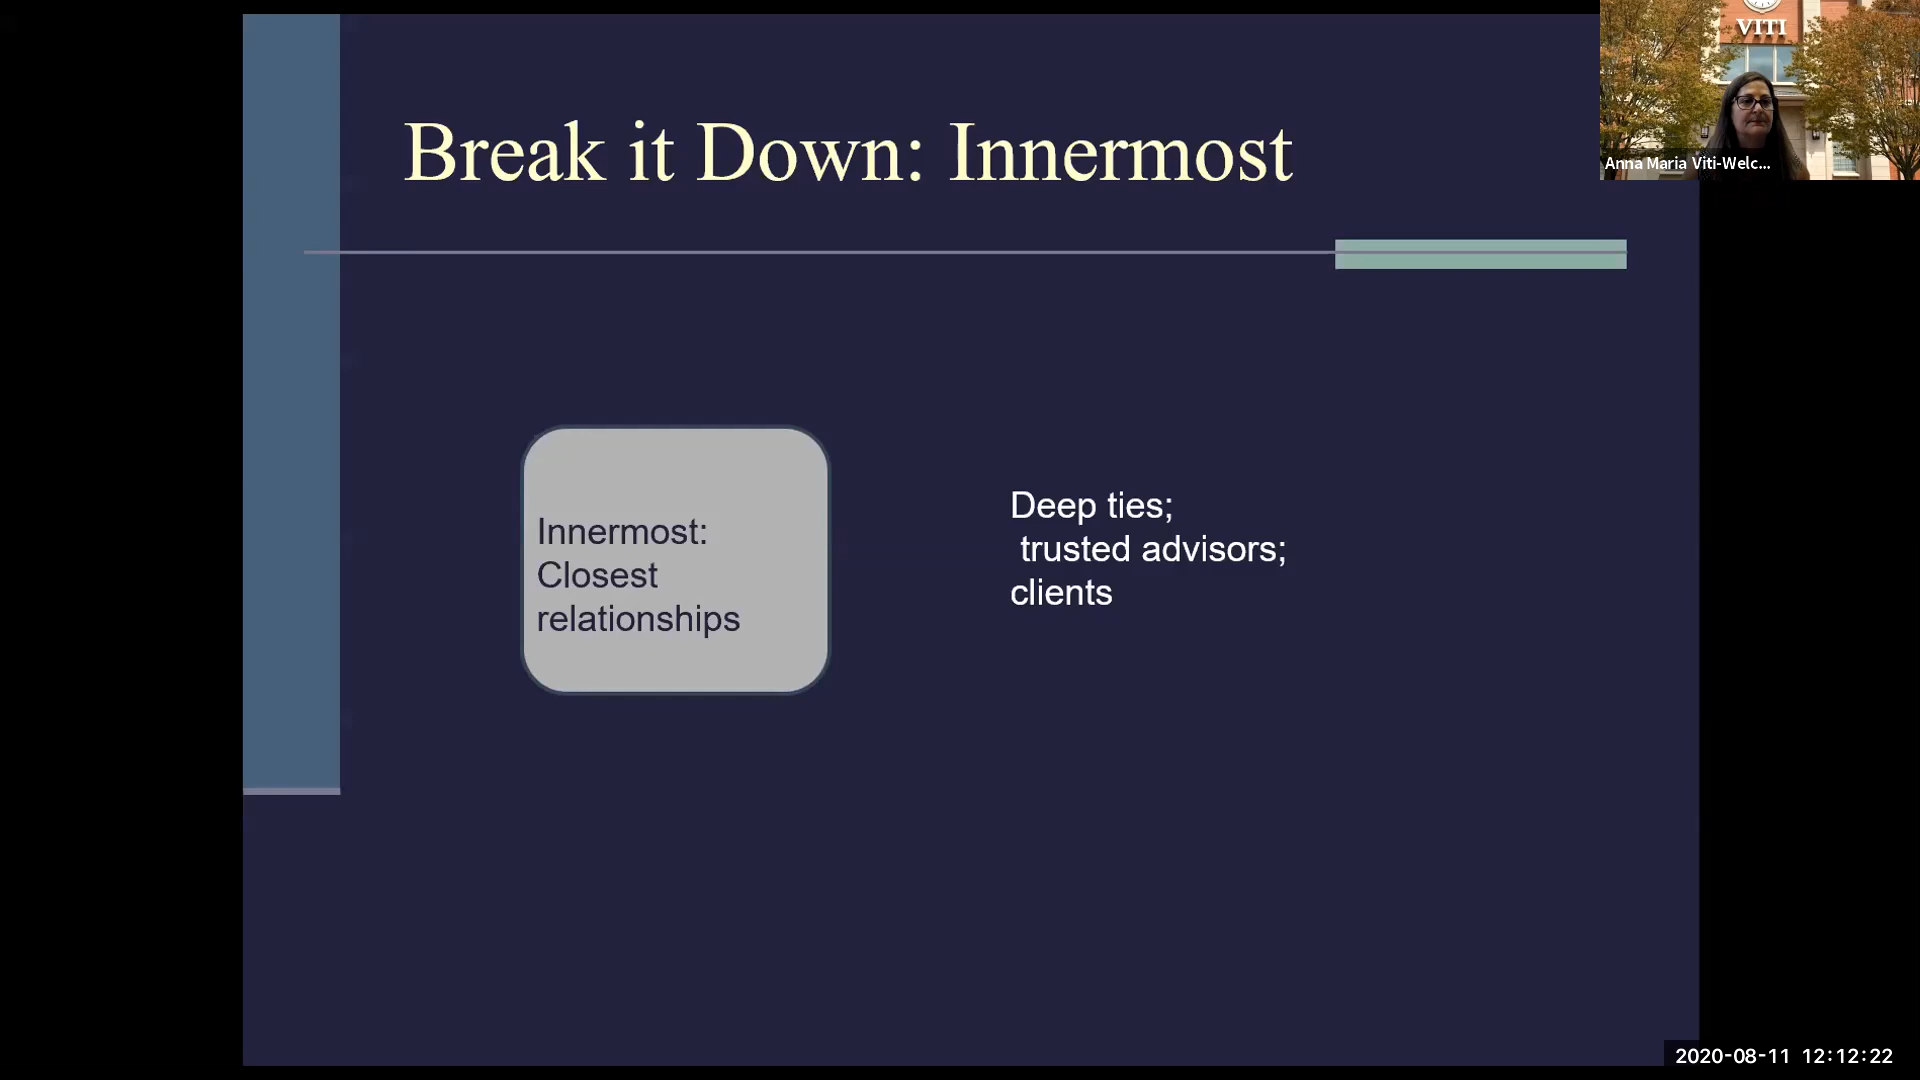 Break it Down: Innermost
VITI
Anna Maria Viti-Welc...
Innermost:
Closest
relationships
Deep ties;
trusted advisors;
clients
2020-08-11 12:12:22